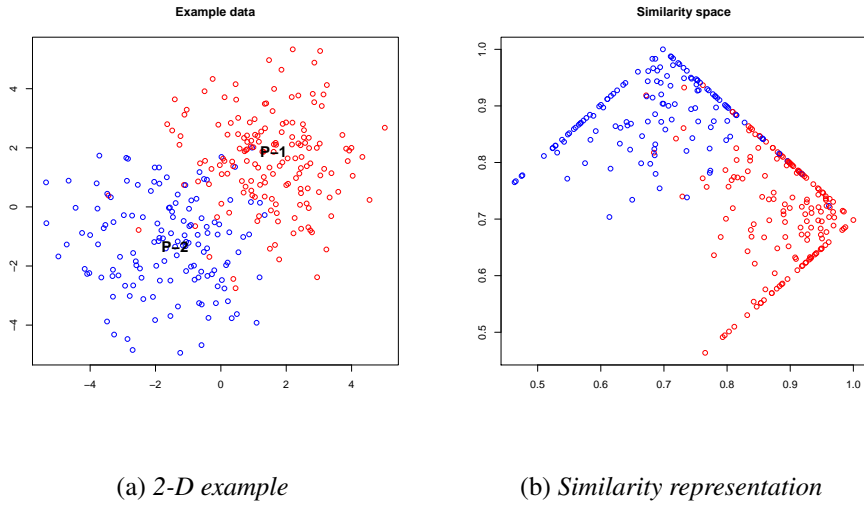 Example data
P−1
P−2
4
2
0
−2
−4
−4 −2 0 2 4
Similarity space
1.0
0.9
0.8
0.7
0.6
0.5
0.5 0.6 0.7 0.8 0.9 1.0
(a) 2-D example
(b) Similarity representation